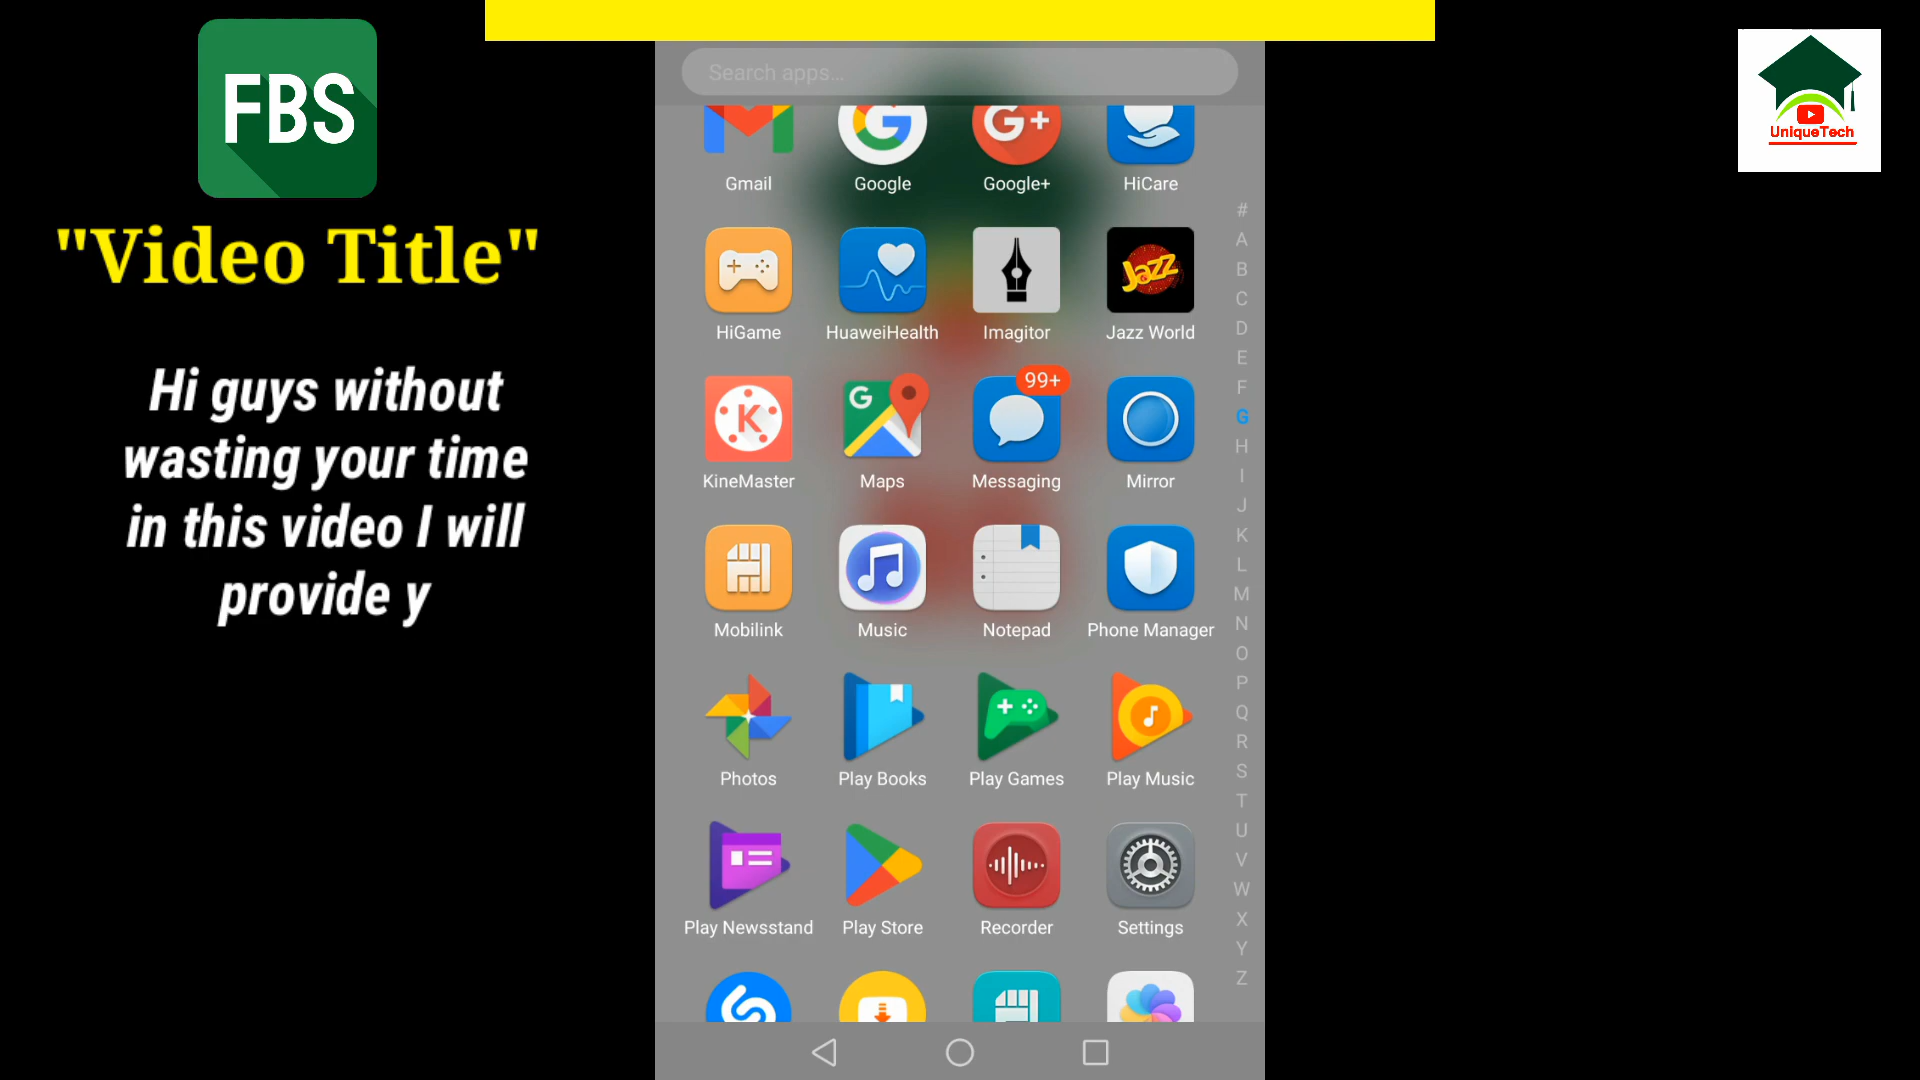 FBS
"Video Title"
Hi guys without
wasting your time
in this video I will
provide y
Search apps...
G G+
Gmail Google Google+ HiCare
Jazz
HiGame HuaweiHealth Imagitor Jazz World
K G 99+
KineMaster Maps Messaging Mirror
Mobilink Music Notepad Phone Manager
Photos Play Books Play Games Play Music
Play Newsstand Play Store Recorder Settings
#
A
B
C
D
E
F
G
H
I
J
K
L
M
N
O
P
Q
R
S
T
U
V
W
X
Y
Z
UniqueTech